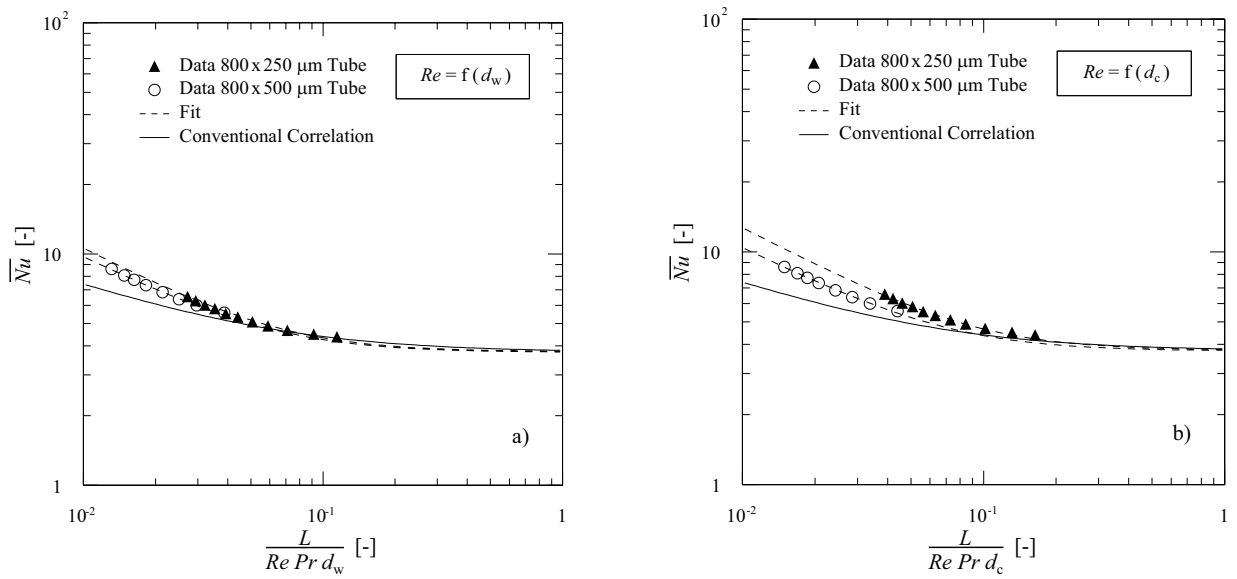 10²
Data 800 x 250 µm Tube
Data 800 x 500 µm Tube
Fit
Conventional Correlation
Re = f ( d_w )
10
Nu [-]
1
a)
10⁻²
10⁻¹
1
L
Re Pr d_w
[-]
10²
Data 800 x 250 µm Tube
Data 800 x 500 µm Tube
Fit
Conventional Correlation
Re = f ( d_c )
10
Nu [-]
1
b)
10⁻²
10⁻¹
1
L
Re Pr d_c
[-]